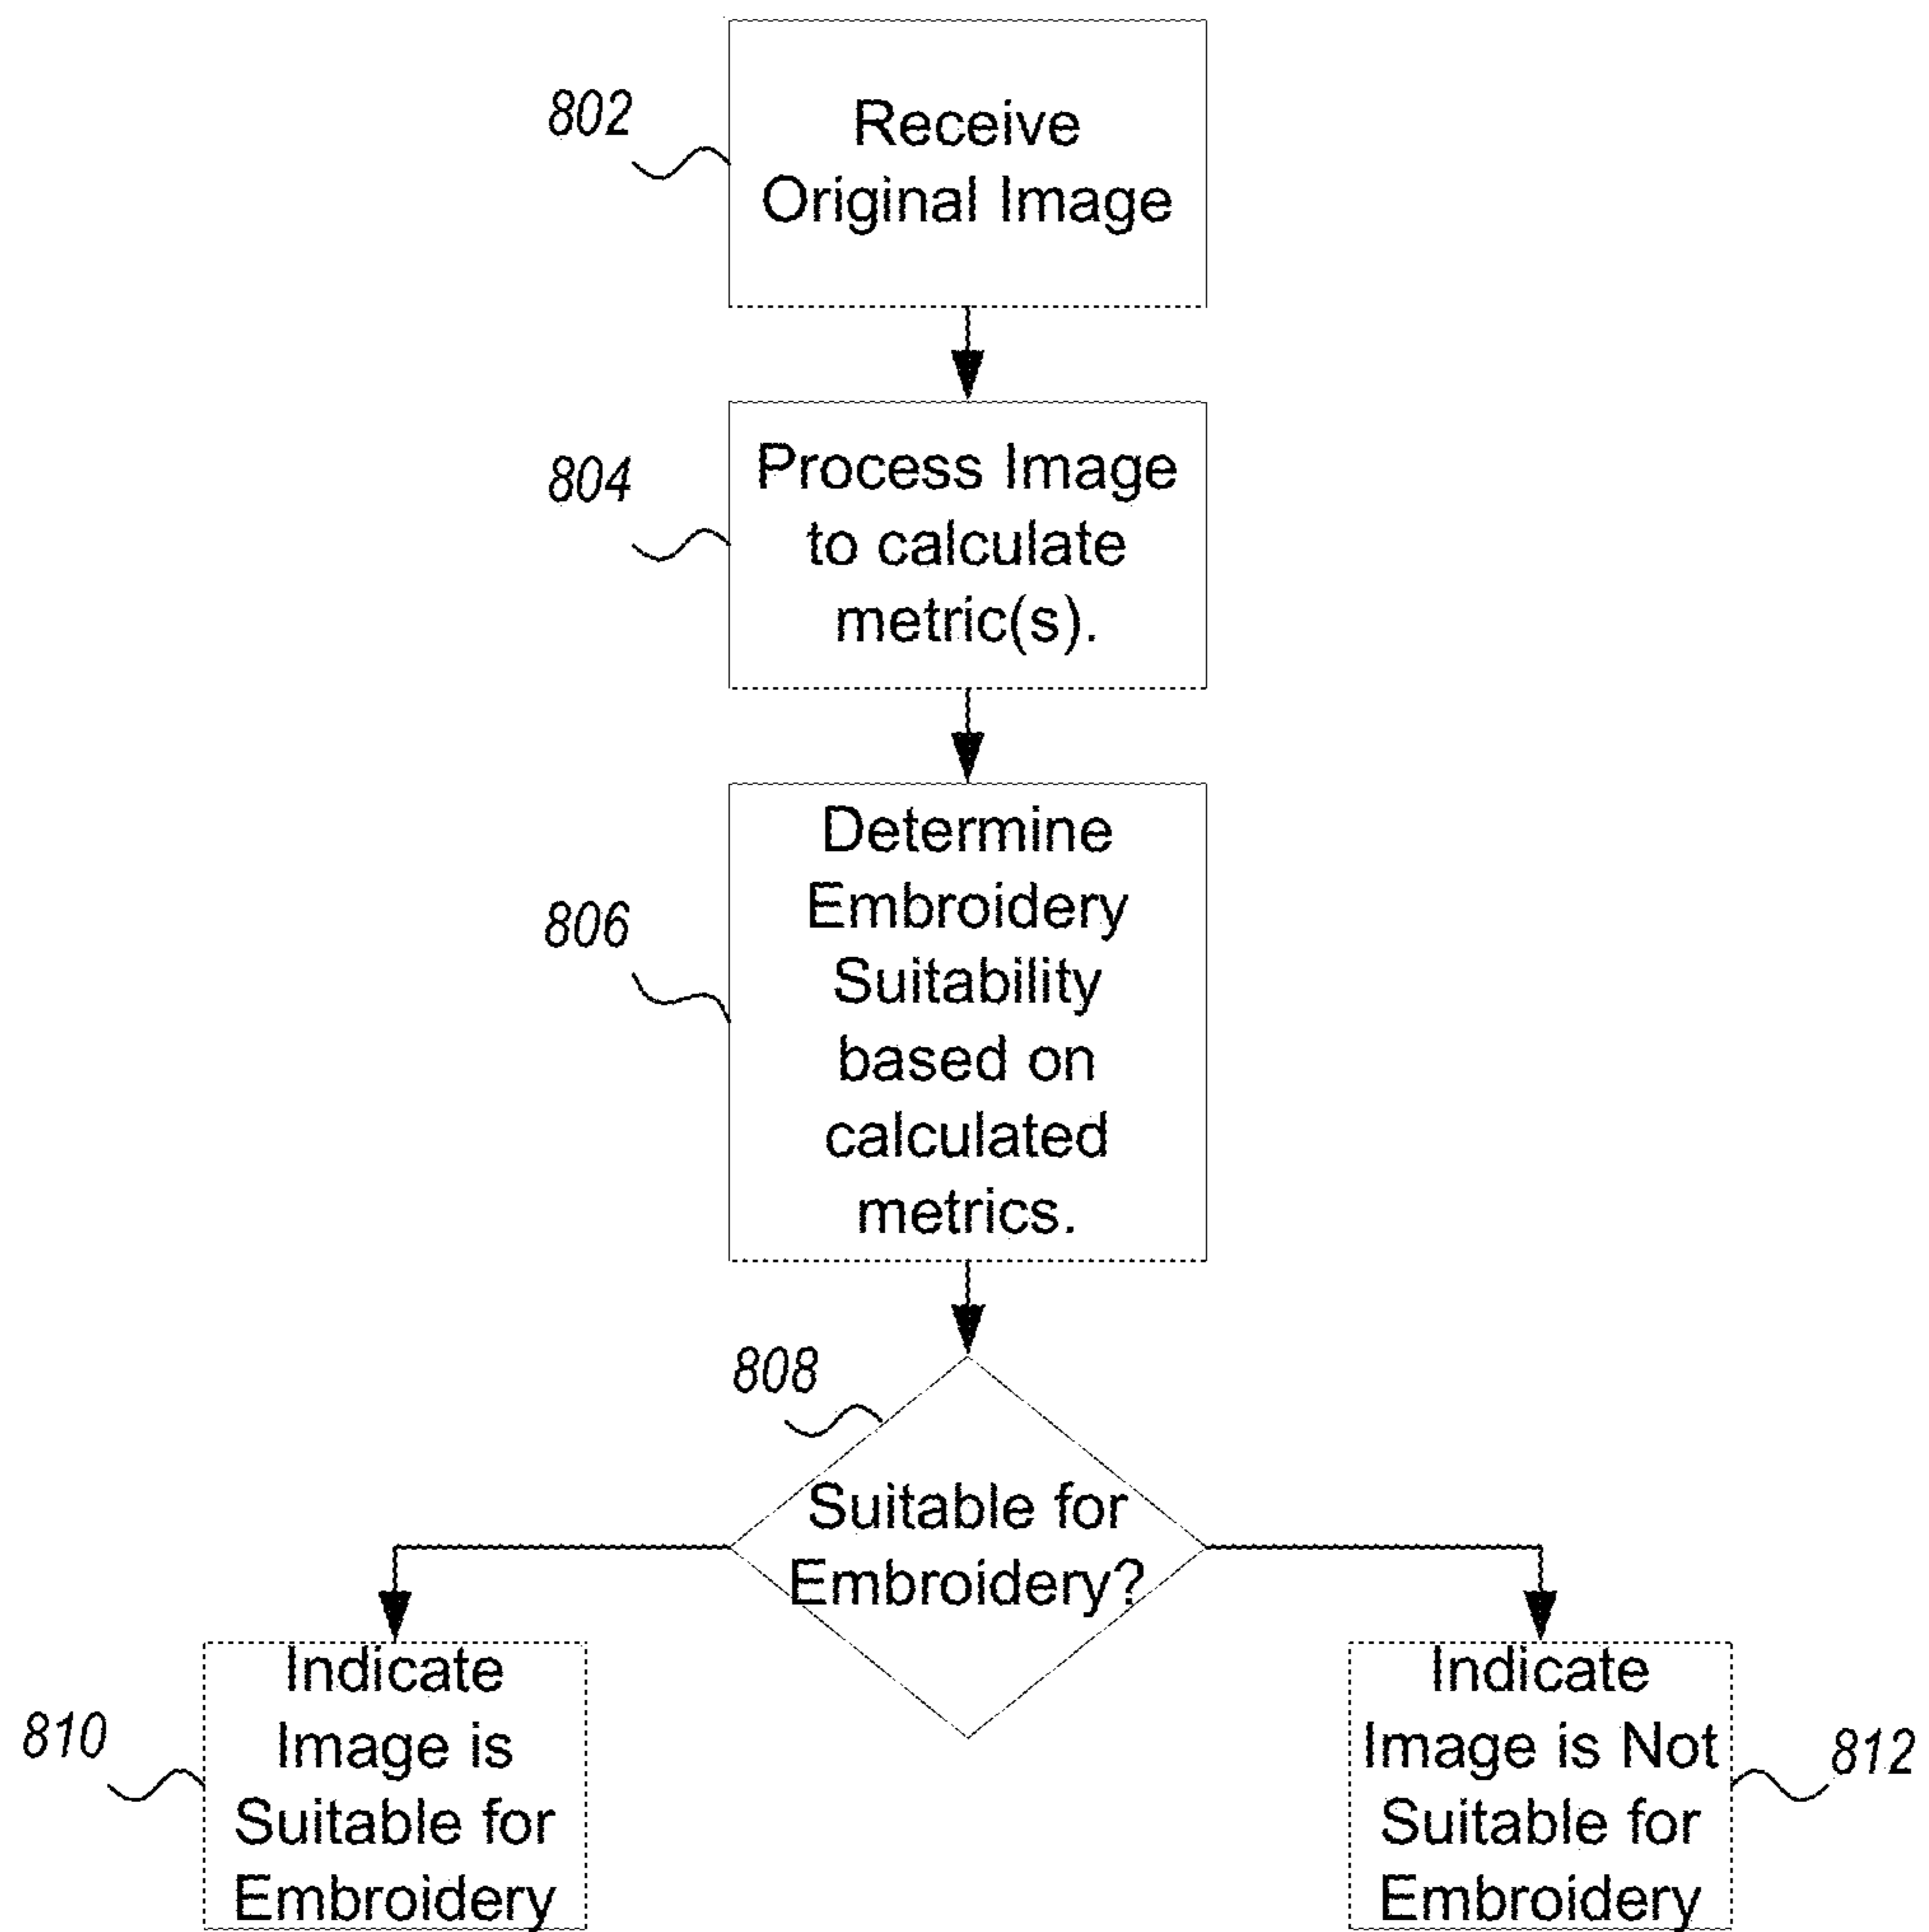 802
Receive
Original Image
804
Process Image
to calculate
metric(s).
806
Determine
Embroidery
Suitability
based on
calculated
metrics.
808
Suitable for
Embroidery?
810
Indicate
Image is
Suitable for
Embroidery
Indicate
Image is Not
Suitable for
Embroidery
812